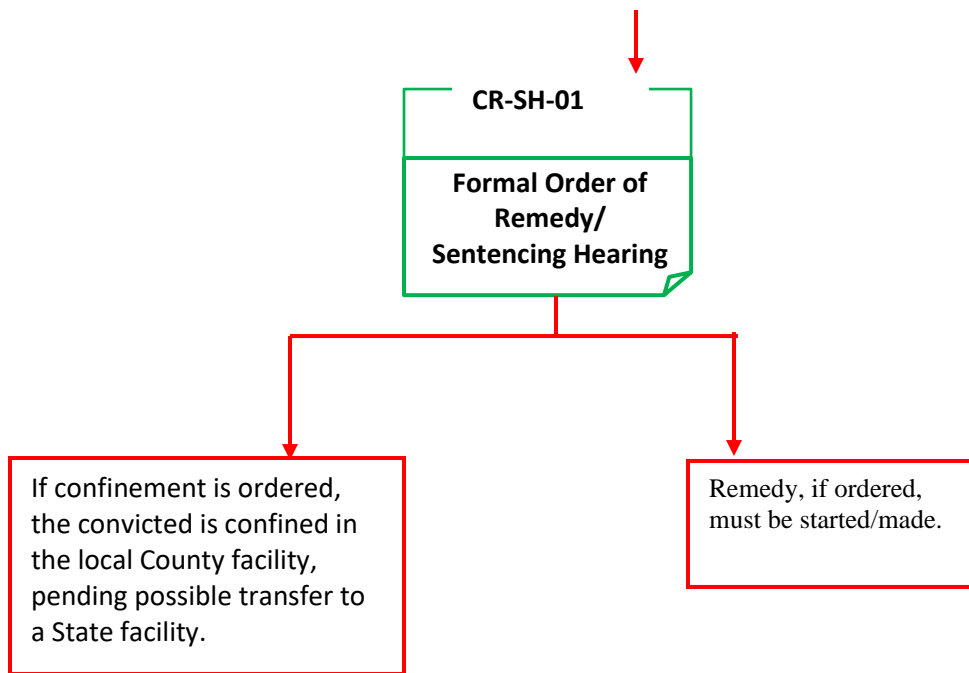 CR-SH-01
Formal Order of
Remedy/
Sentencing Hearing
If confinement is ordered,
the convicted is confined in
the local County facility,
pending possible transfer to
a State facility.
Remedy, if ordered,
must be started/made.